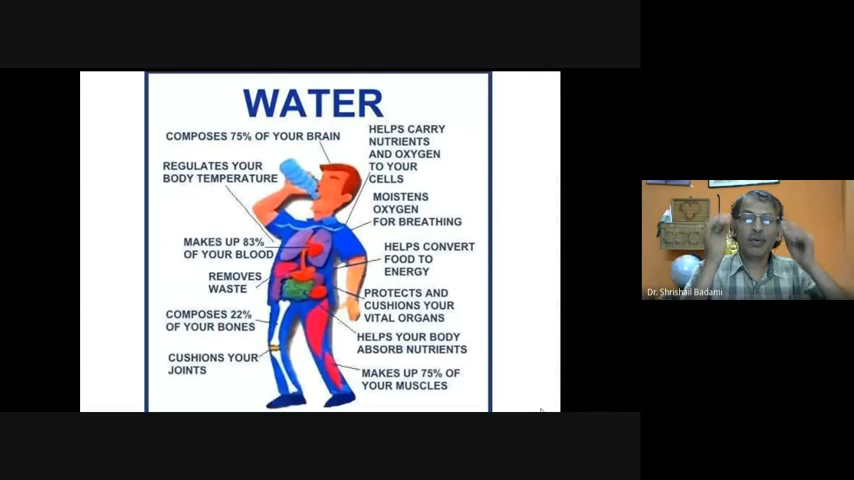 WATER
COMPOSES 75% OF YOUR BRAIN
REGULATES YOUR
BODY TEMPERATURE
MAKES UP 83%
OF YOUR BLOOD
REMOVES
WASTE
COMPOSES 22%
OF YOUR BONES
CUSHIONS YOUR
JOINTS
HELPS CARRY
NUTRIENTS
AND OXYGEN
TO YOUR
CELLS
MOISTENS
OXYGEN
FOR BREATHING
HELPS CONVERT
FOOD TO
ENERGY
PROTECTS AND
CUSHIONS YOUR
VITAL ORGANS
HELPS YOUR BODY
ABSORB NUTRIENTS
MAKES UP 75% OF
YOUR MUSCLES
Dr. Shrishail Badami